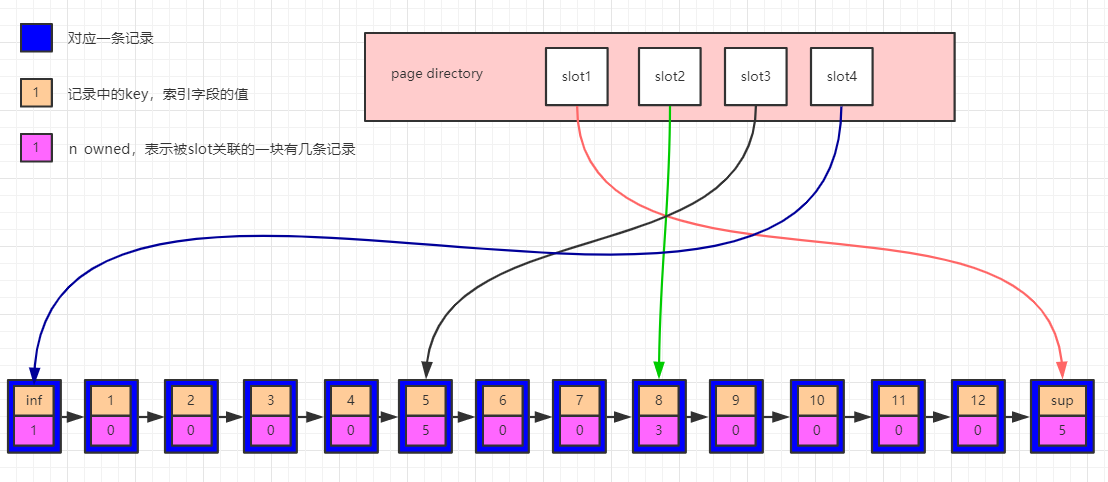 对应一条记录
1 记录中的key，索引字段的值
1 n owned，表示被slot关联的一块有几条记录
page directory slot1 slot2 slot3 slot4
inf 1 2 3 4 5 6 7 8 9 10 11 12 sup
1 0 0 0 0 5 0 0 3 0 0 0 0 5